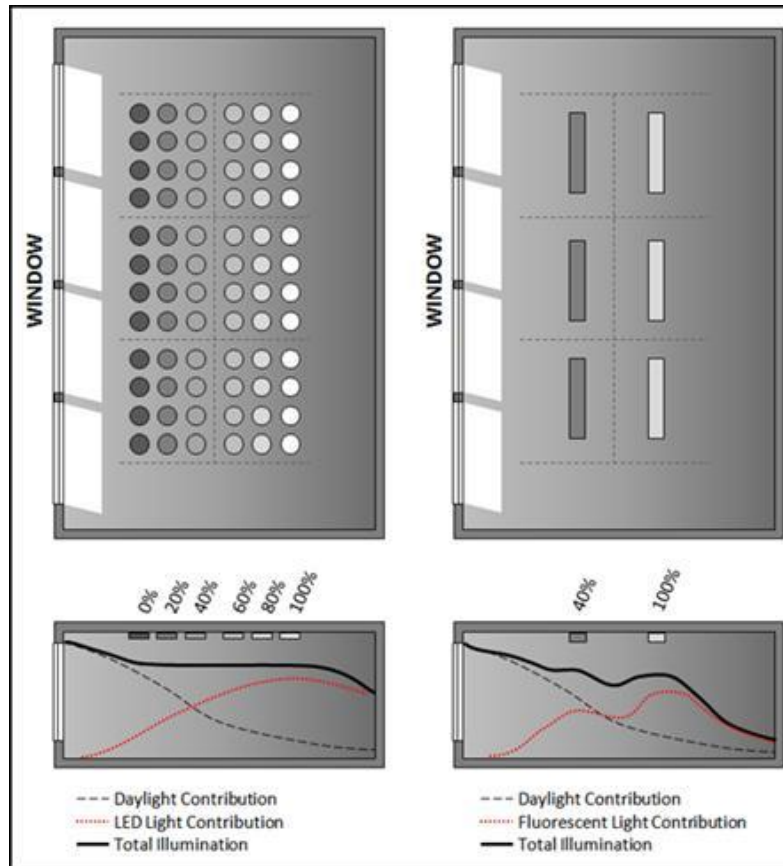 WINDOW
WINDOW
0%
20%
40%
60%
80%
100%
40%
100%
Daylight Contribution
LED Light Contribution
Total Illumination
Daylight Contribution
Fluorescent Light Contribution
Total Illumination